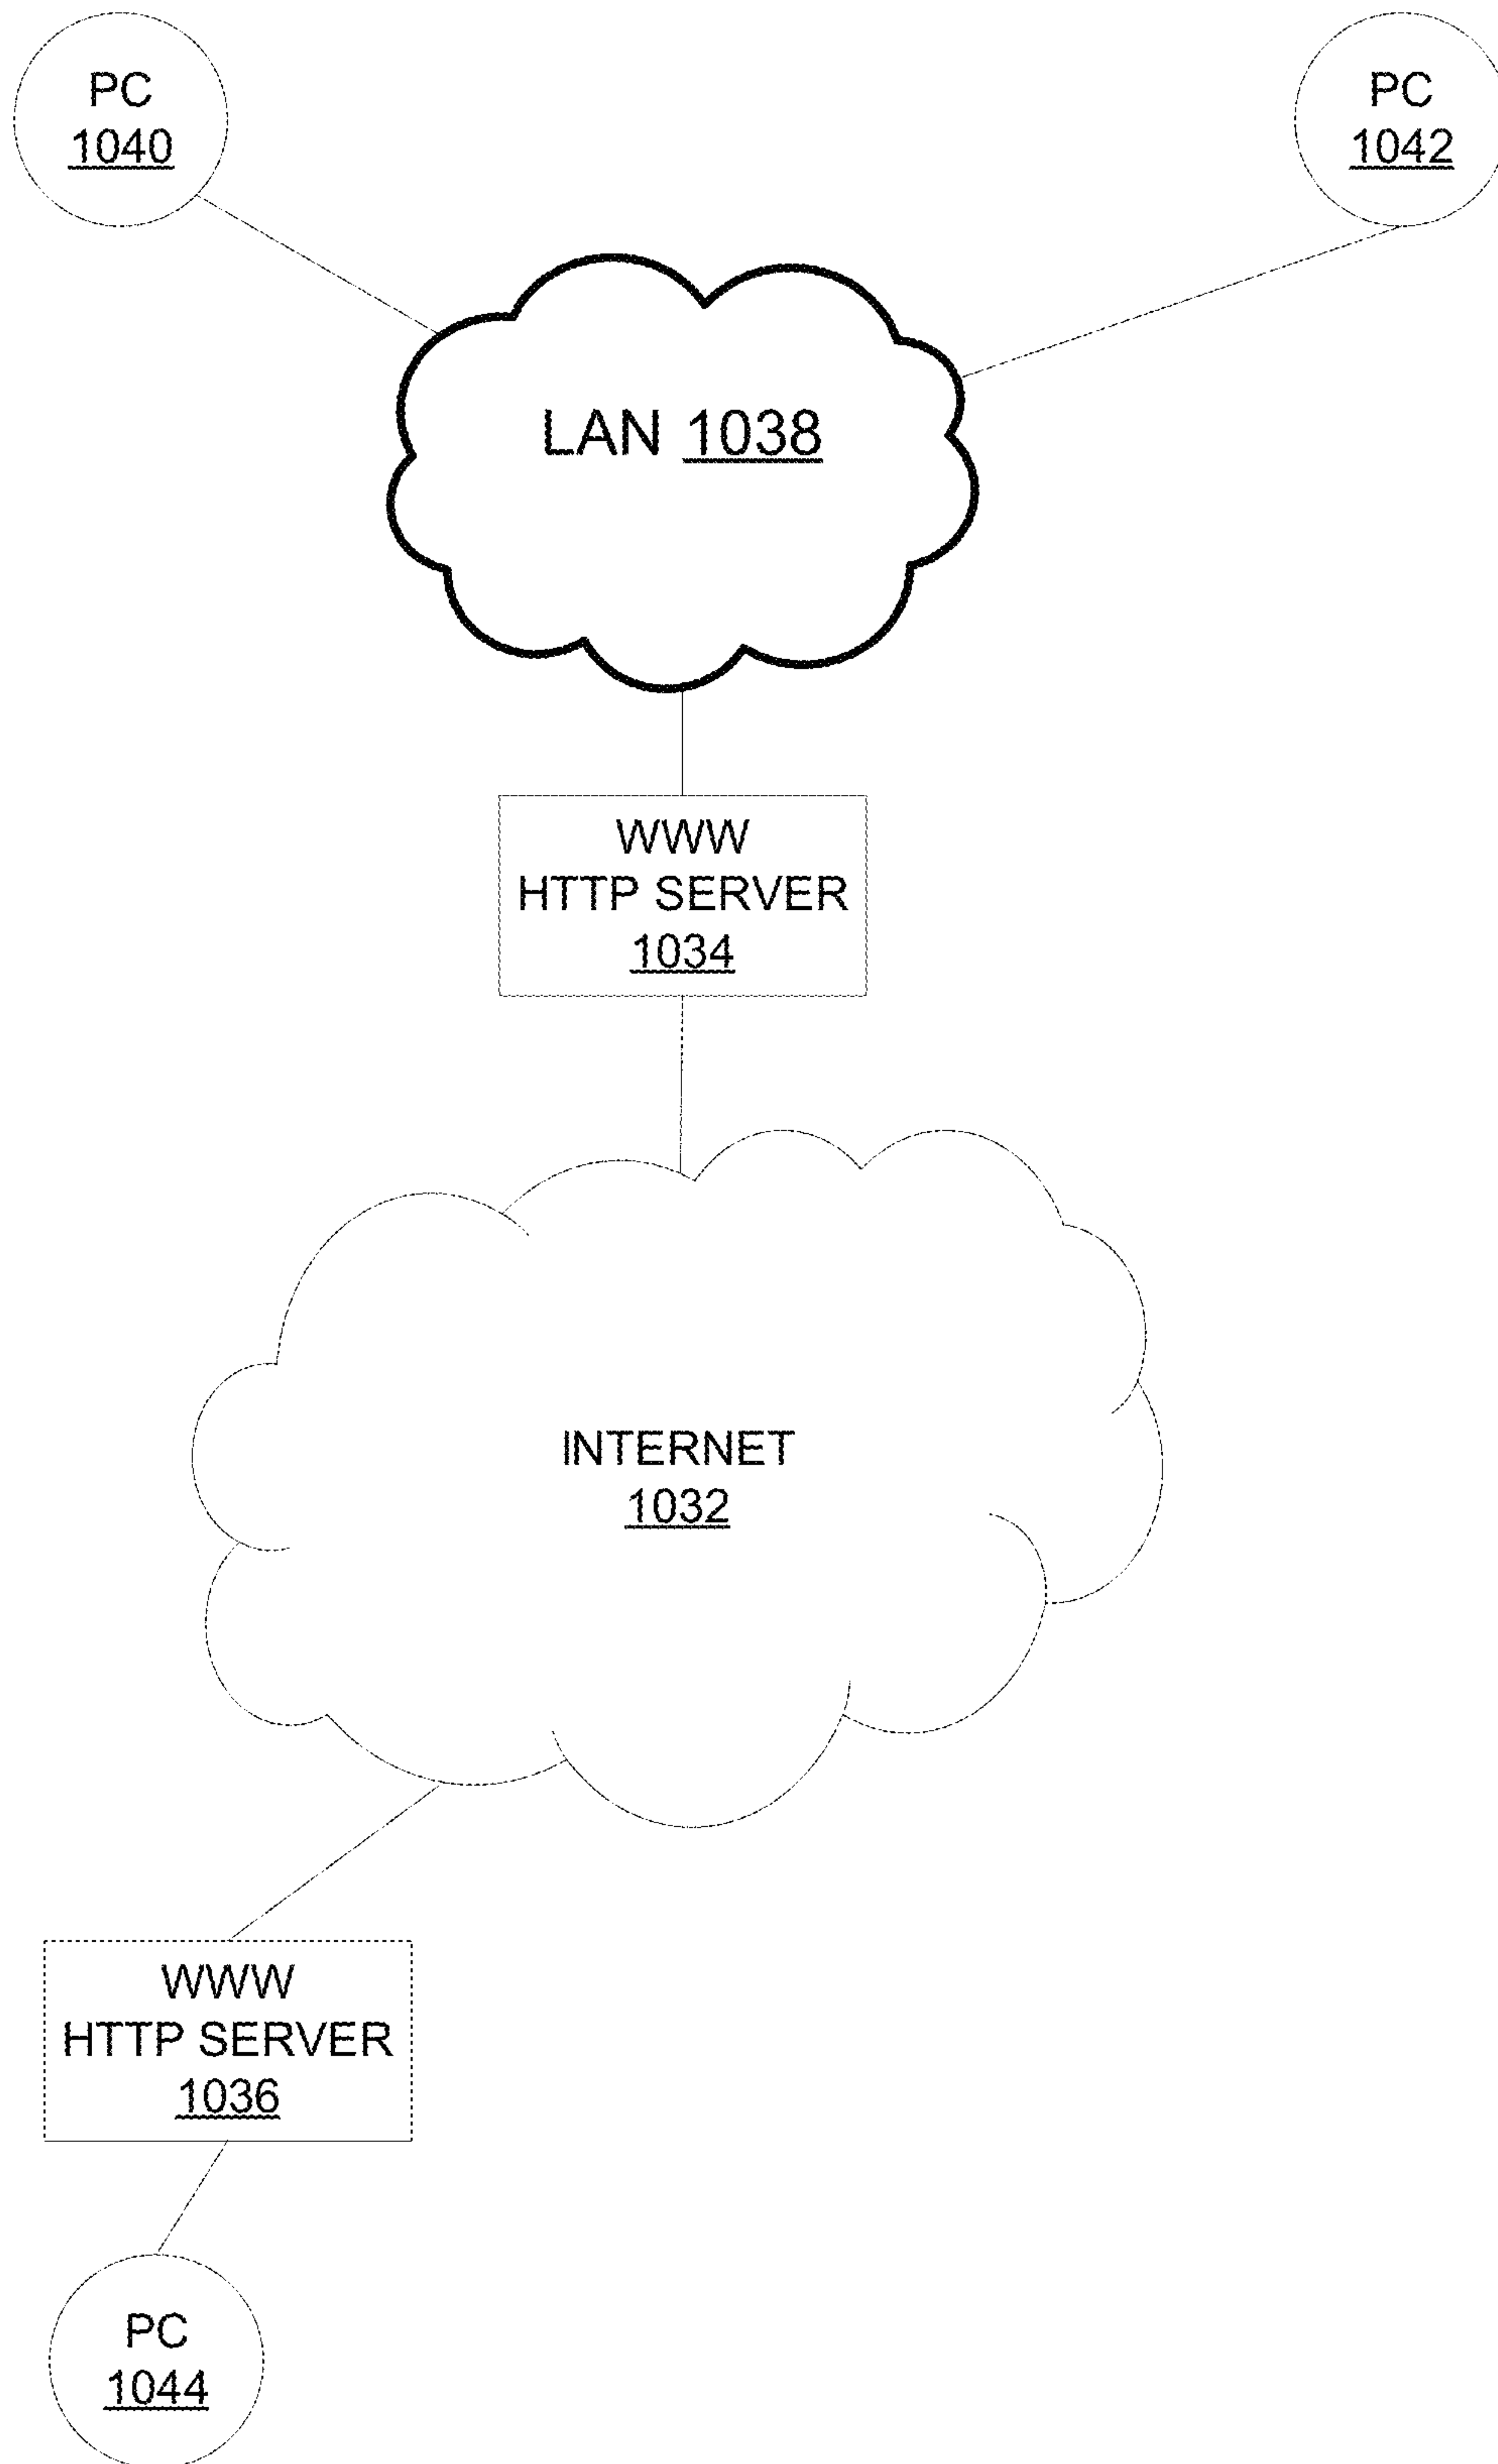 PC
1040
PC
1042
LAN 1038
WWW
HTTP SERVER
1034
INTERNET
1032
WWW
HTTP SERVER
1036
PC
1044